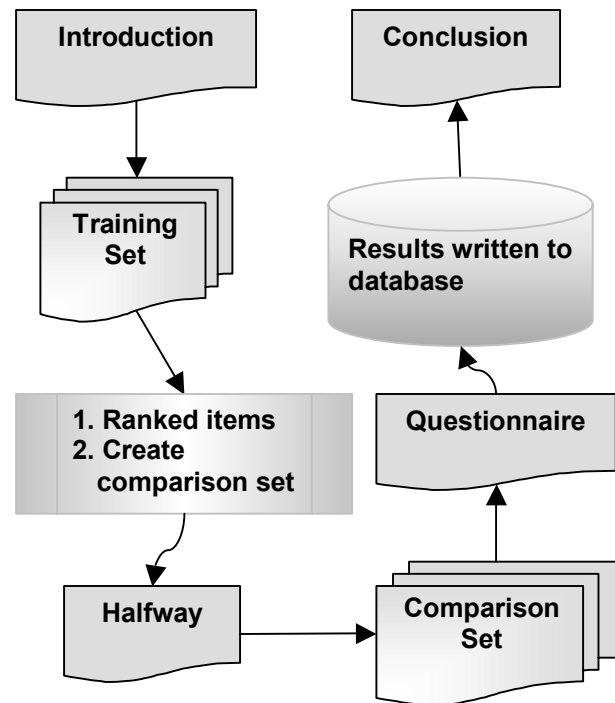 Introduction
Training
Set
1. Ranked items
2. Create
comparison set
Halfway
Comparison
Set
Questionnaire
Results written to
database
Conclusion